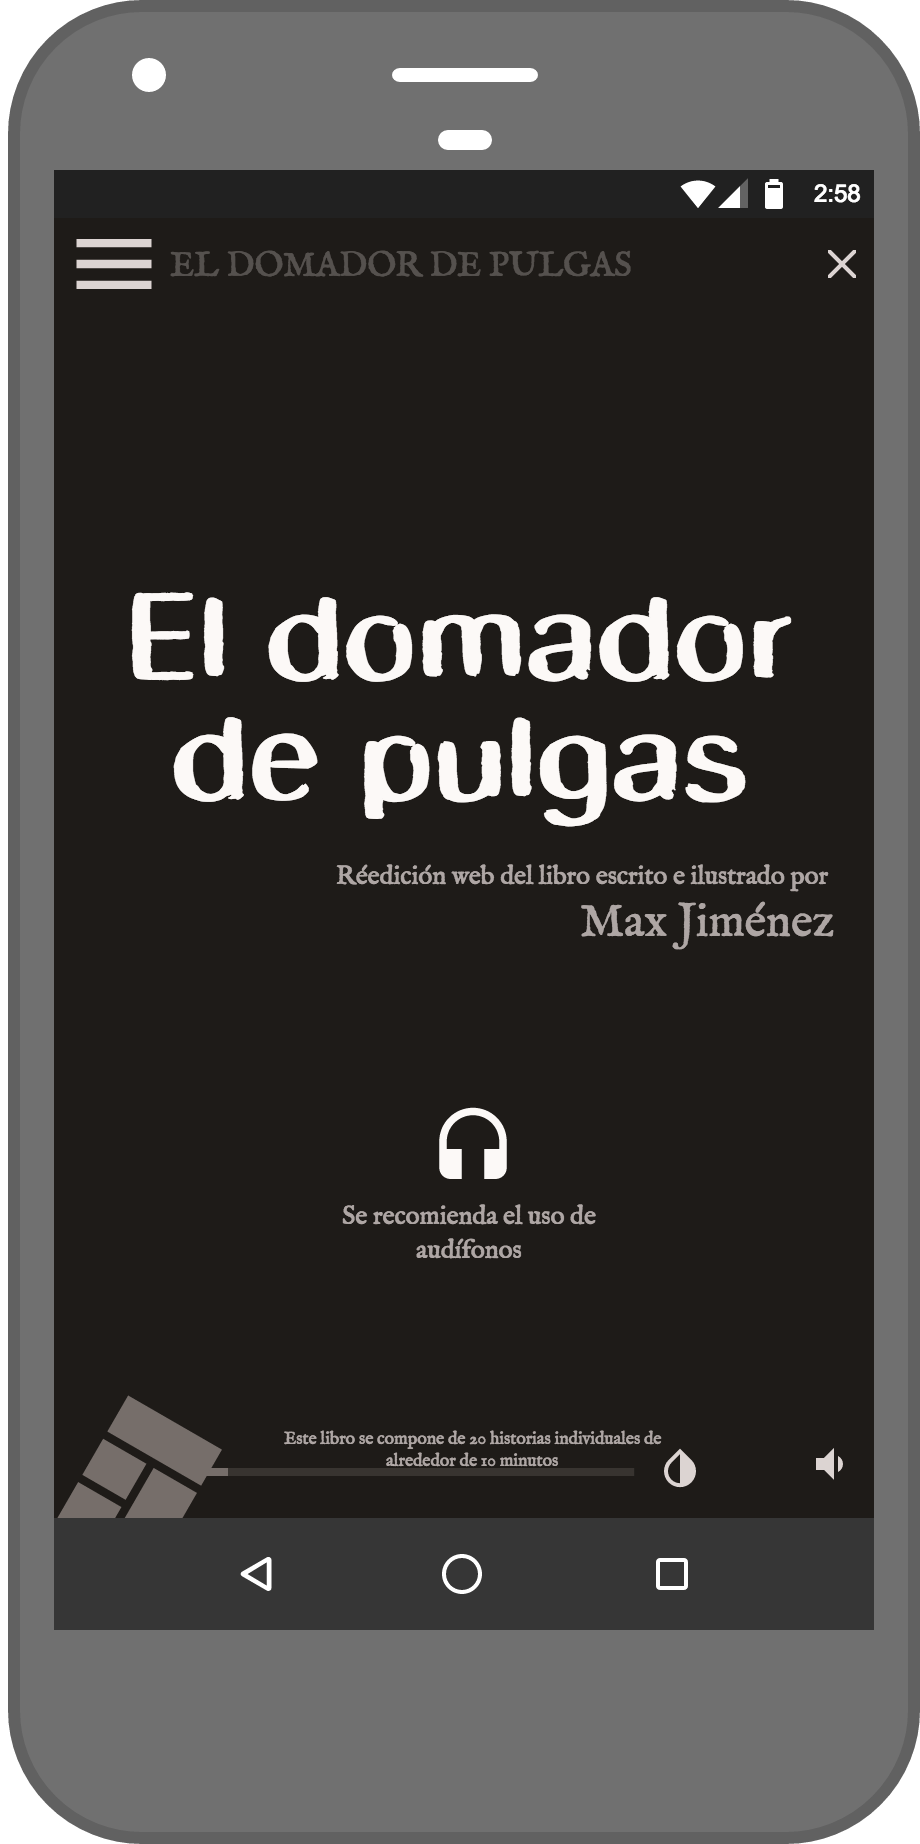 2:58
EL DOMADOR DE PULGAS
El domador
de pulgas
Réedición web del libro escrito e ilustrado por
Max Jiménez
Se recomienda el uso de
audífonos
Este libro se compone de 20 historias individuales de
alrededor de 10 minutos